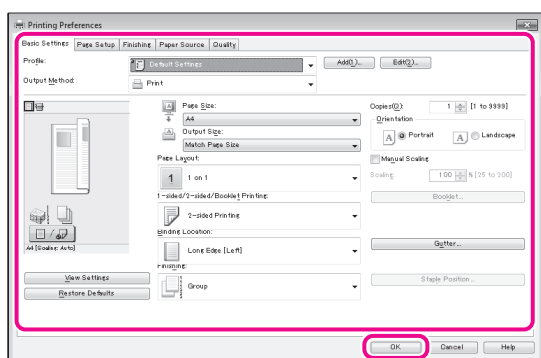 Printing Preferences
Basic Settings Page Setup Finishing Paper Source Quality
Profile: Default Settings Add(1)... Edit(2)...
Output Method: Print
Page Size: Copies(Q): 1 [1 to 9999]
A4 Orientation
Output Size: A Portrait A Landscape
Match Page Size
Page Layout: Manual Scaling
1 1 on 1 Scaling: 100 % [25 to 200]
1-sided/2-sided/Booklet Printing: Booklet...
2-sided Printing
Binding Location:
A4 [Scaling: Auto] Long Edge [Left] Gutter...
Finishing:
View Settings Group Staple Position...
Restore Defaults
OK Cancel Help